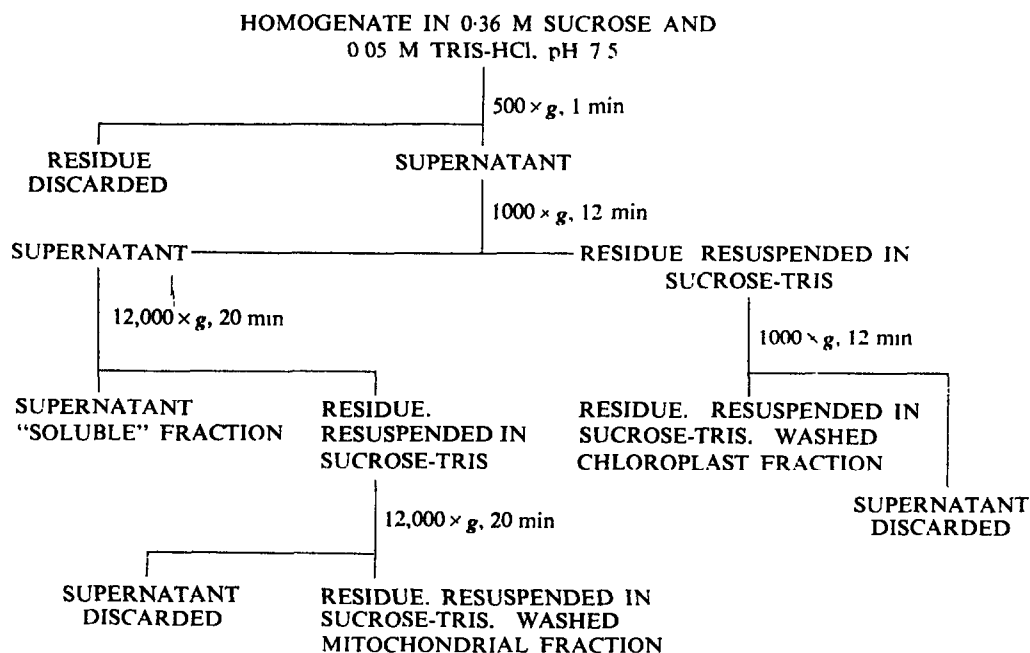 HOMOGENATE IN 0·36 M SUCROSE AND
0 05 M TRIS-HCl. pH 7 5
500 × g, 1 min
RESIDUE
DISCARDED
SUPERNATANT
1000 × g, 12 min
SUPERNATANT
RESIDUE RESUSPENDED IN
SUCROSE-TRIS
12,000 × g, 20 min
1000 × g, 12 min
SUPERNATANT
"SOLUBLE" FRACTION
RESIDUE.
RESUSPENDED IN
SUCROSE-TRIS
RESIDUE. RESUSPENDED IN
SUCROSE-TRIS. WASHED
CHLOROPLAST FRACTION
SUPERNATANT
DISCARDED
12,000 × g, 20 min
SUPERNATANT
DISCARDED
RESIDUE. RESUSPENDED IN
SUCROSE-TRIS. WASHED
MITOCHONDRIAL FRACTION